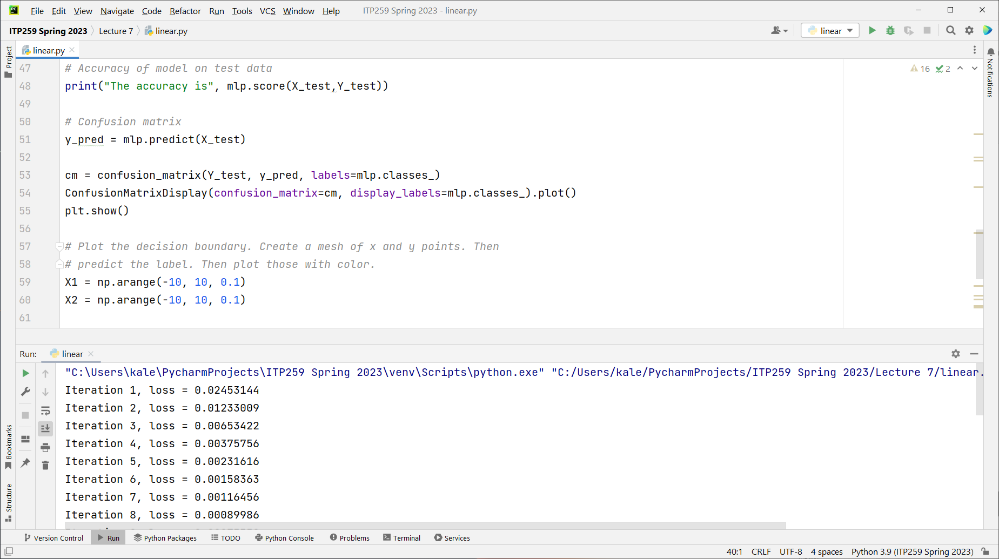 File Edit View Navigate Code Refactor Run Tools VCS Window Help ITP259 Spring 2023 - linear.py
ITP259 Spring 2023 Lecture 7 linear.py linear
Project
linear.py
Notifications
16 2
47 # Accuracy of model on test data
48 print("The accuracy is", mlp.score(X_test,Y_test))
49
50 # Confusion matrix
51 y_pred = mlp.predict(X_test)
52
53 cm = confusion_matrix(Y_test, y_pred, labels=mlp.classes_)
54 ConfusionMatrixDisplay(confusion_matrix=cm, display_labels=mlp.classes_).plot()
55 plt.show()
56
57 # Plot the decision boundary. Create a mesh of x and y points. Then
58 # predict the label. Then plot those with color.
59 X1 = np.arange(-10, 10, 0.1)
60 X2 = np.arange(-10, 10, 0.1)
61
Run: linear
"C:\Users\kale\PycharmProjects\ITP259 Spring 2023\venv\Scripts\python.exe" "C:/Users/kale/PycharmProjects/ITP259 Spring 2023/Lecture 7/linear.
Iteration 1, loss = 0.02453144
Iteration 2, loss = 0.01233009
Iteration 3, loss = 0.00653422
Iteration 4, loss = 0.00375756
Iteration 5, loss = 0.00231616
Iteration 6, loss = 0.00158363
Iteration 7, loss = 0.00116456
Iteration 8, loss = 0.00089986
Bookmarks
Structure
Version Control Run Python Packages TODO Python Console Problems Terminal Services
40:1 CRLF UTF-8 4 spaces Python 3.9 (ITP259 Spring 2023)